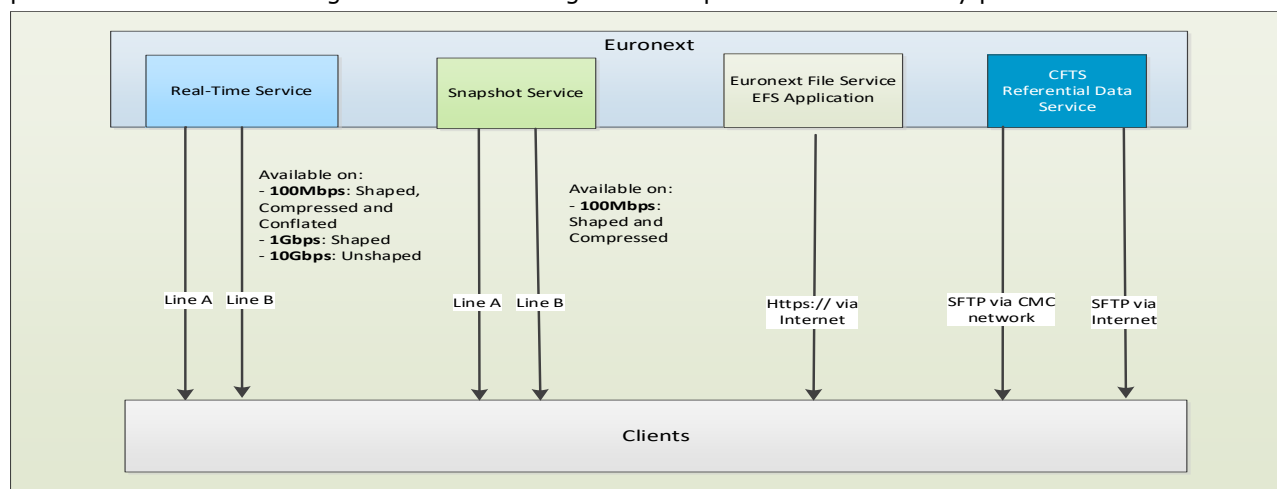 Euronext
Real-Time Service
Snapshot Service
Euronext File Service
EFS Application
CFTS
Referential Data
Service
Available on:
- 100Mbps: Shaped,
Compressed and
Conflated
- 1Gbps: Shaped
- 10Gbps: Unshaped
Available on:
- 100Mbps:
Shaped and
Compressed
Line A
Line B
Line A
Line B
Https:// via
Internet
SFTP via CMC
network
SFTP via
Internet
Clients